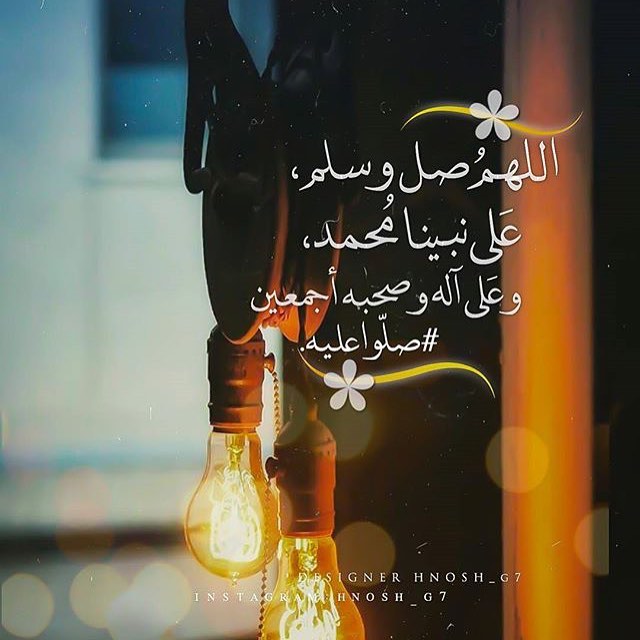 اللهمُ صل وسلم،
عَلى نبينا مُحمد،
وعَلى آله وصحبه أجمعين
#صلّوا عليه.
DESIGNER HNOSH_G7
INSTAGRAM:HNOSH_G7